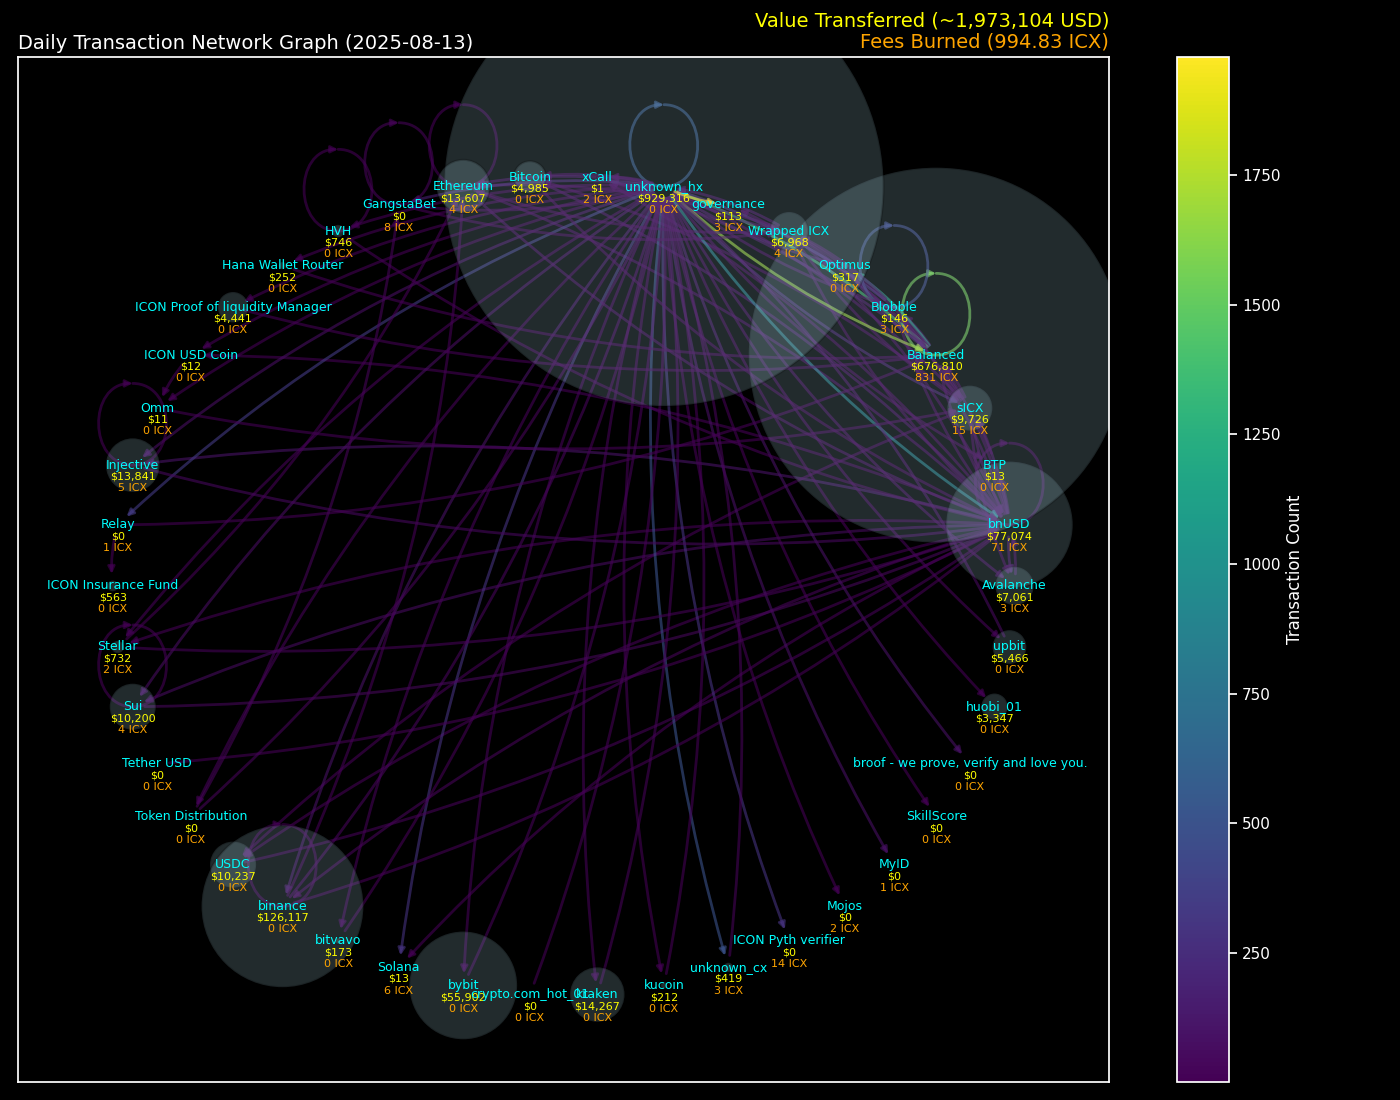 Value Transferred (~1,973,104 USD)
Daily Transaction Network Graph (2025-08-13)
Fees Burned (994.83 ICX)
Ethereum
$13,607
4 ICX
Bitcoin
$4,985
0 ICX
xCall
$1
2 ICX
unknown_hx
$929,316
0 ICX
governance
$113
3 ICX
GangstaBet
$0
8 ICX
HVH
$746
0 ICX
Wrapped ICX
$6,968
4 ICX
Hana Wallet Router
$252
0 ICX
Optimus
$317
0 ICX
ICON Proof of liquidity Manager
$4,441
0 ICX
Blobble
$146
3 ICX
ICON USD Coin
$12
0 ICX
Balanced
$676,810
831 ICX
Omm
$11
0 ICX
sICX
$9,726
15 ICX
Injective
$13,841
5 ICX
BTP
$13
0 ICX
Relay
$0
1 ICX
bnUSD
$77,074
71 ICX
ICON Insurance Fund
$563
0 ICX
Avalanche
$7,061
3 ICX
Stellar
$732
2 ICX
upbit
$5,466
0 ICX
Sui
$10,200
4 ICX
huobi_01
$3,347
0 ICX
Tether USD
$0
0 ICX
broof - we prove, verify and love you.
$0
0 ICX
Token Distribution
$0
0 ICX
SkillScore
$0
0 ICX
USDC
$10,237
0 ICX
MyID
$0
1 ICX
binance
$126,117
0 ICX
Mojos
$0
2 ICX
bitvavo
$173
0 ICX
ICON Pyth verifier
$0
14 ICX
Solana
$13
6 ICX
unknown_cx
$419
3 ICX
bybit
$55,902
0 ICX
crypto.com_hot_01
$0
0 ICX
kraken
$14,267
0 ICX
kucoin
$212
0 ICX
1750
1500
1250
1000
750
500
250
Transaction Count